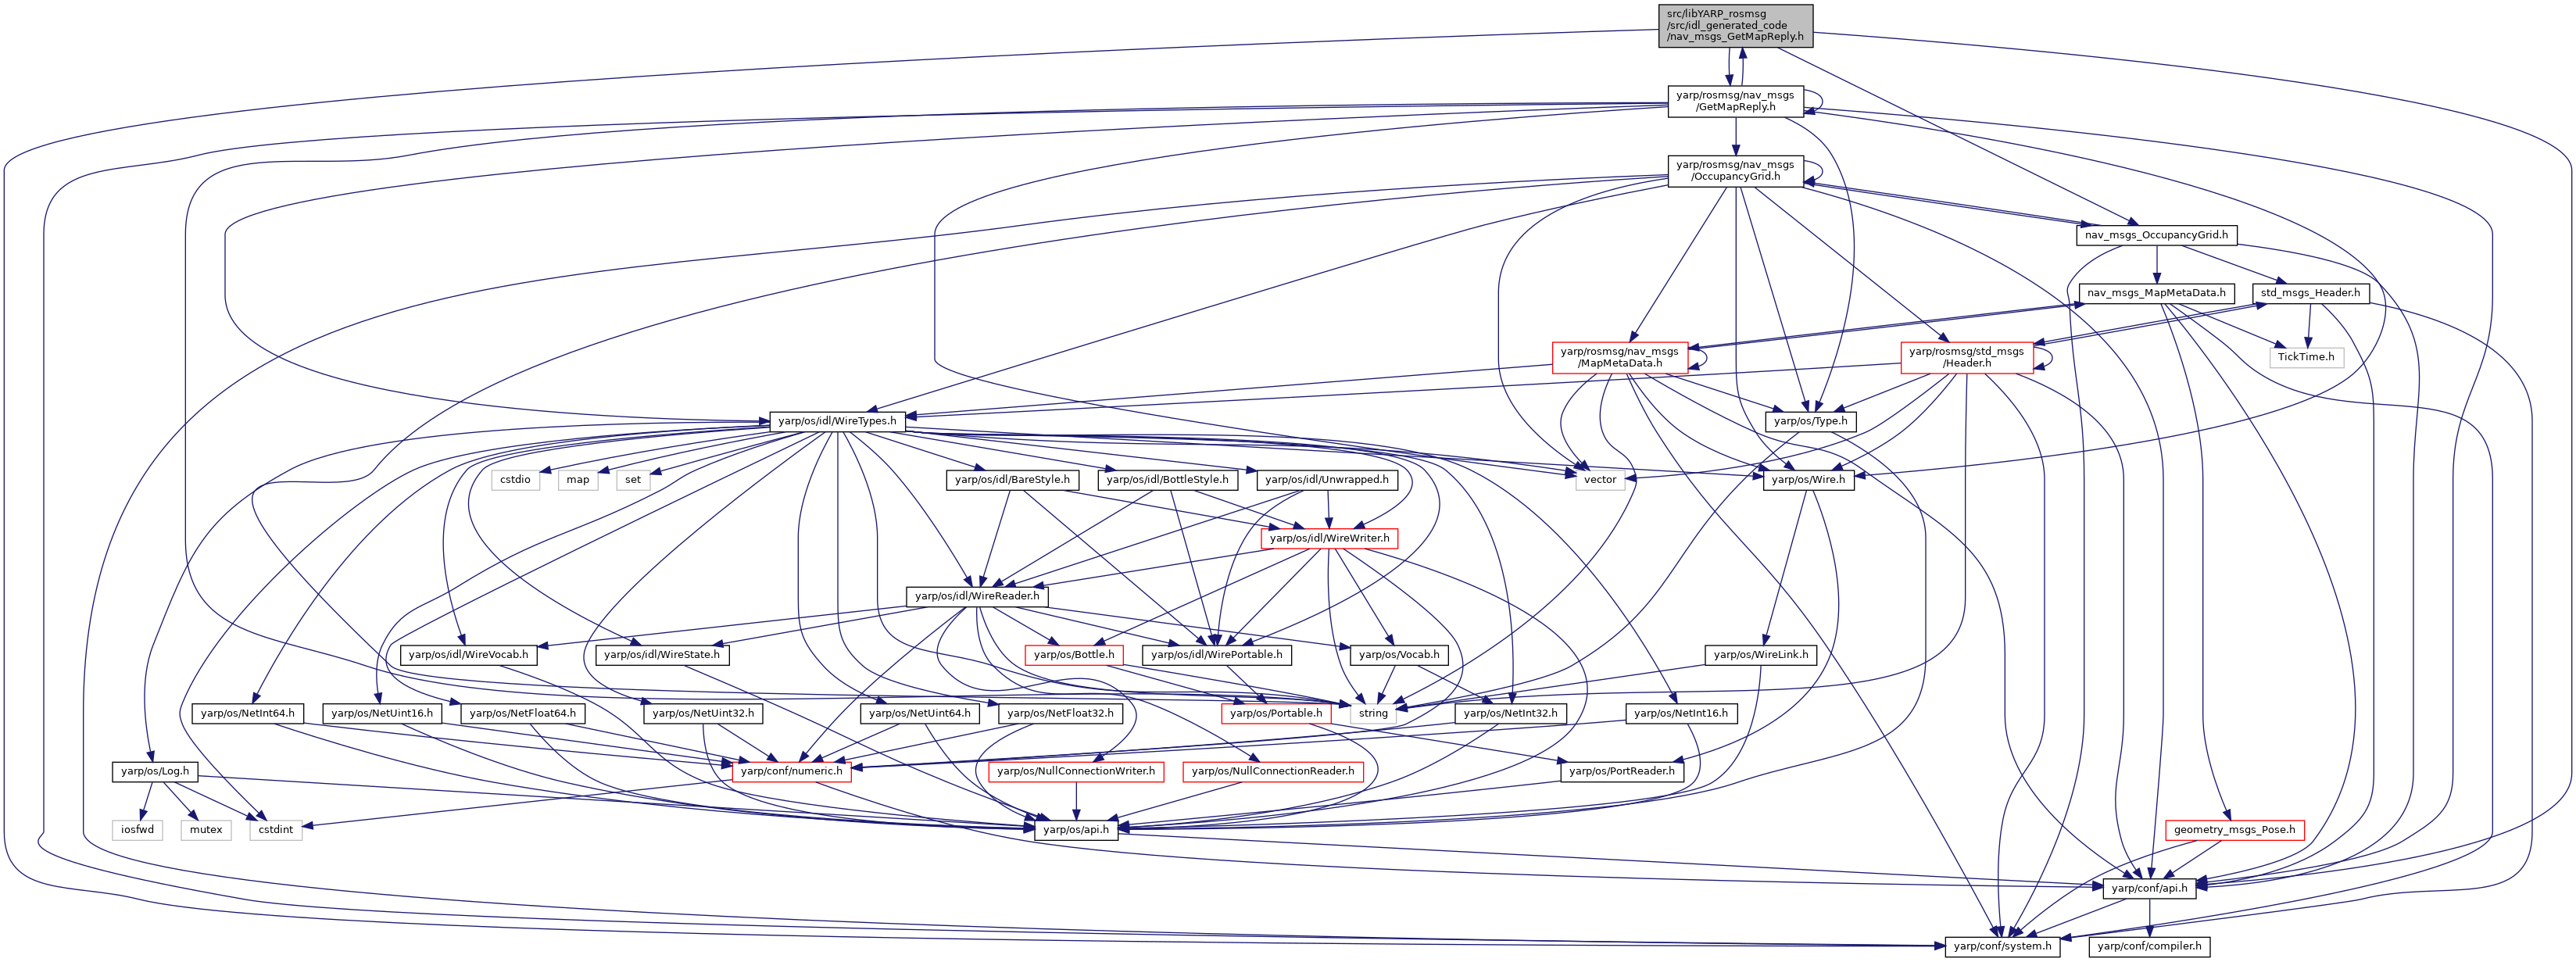 src/libYARP_rosmsg
/src/idl_generated_code
/nav_msgs_GetMapReply.h
yarp/rosmsg/nav_msgs
/GetMapReply.h
yarp/rosmsg/nav_msgs
/OccupancyGrid.h
nav_msgs_OccupancyGrid.h
nav_msgs_MapMetaData.h
std_msgs_Header.h
yarp/rosmsg/nav_msgs
/MapMetaData.h
yarp/rosmsg/std_msgs
/Header.h
TickTime.h
yarp/os/idl/WireTypes.h
yarp/os/Type.h
cstdio
map
set
yarp/os/idl/BareStyle.h
yarp/os/idl/BottleStyle.h
yarp/os/idl/Unwrapped.h
vector
yarp/os/Wire.h
yarp/os/idl/WireWriter.h
yarp/os/idl/WireReader.h
yarp/os/idl/WireVocab.h
yarp/os/idl/WireState.h
yarp/os/Bottle.h
yarp/os/idl/WirePortable.h
yarp/os/Vocab.h
yarp/os/WireLink.h
yarp/os/NetInt64.h
yarp/os/NetUint16.h
yarp/os/NetFloat64.h
yarp/os/NetUint32.h
yarp/os/NetUint64.h
yarp/os/NetFloat32.h
yarp/os/Portable.h
string
yarp/os/NetInt32.h
yarp/os/NetInt16.h
yarp/os/Log.h
yarp/conf/numeric.h
yarp/os/NullConnectionWriter.h
yarp/os/NullConnectionReader.h
yarp/os/PortReader.h
iosfwd
mutex
cstdint
yarp/os/api.h
geometry_msgs_Pose.h
yarp/conf/api.h
yarp/conf/system.h
yarp/conf/compiler.h